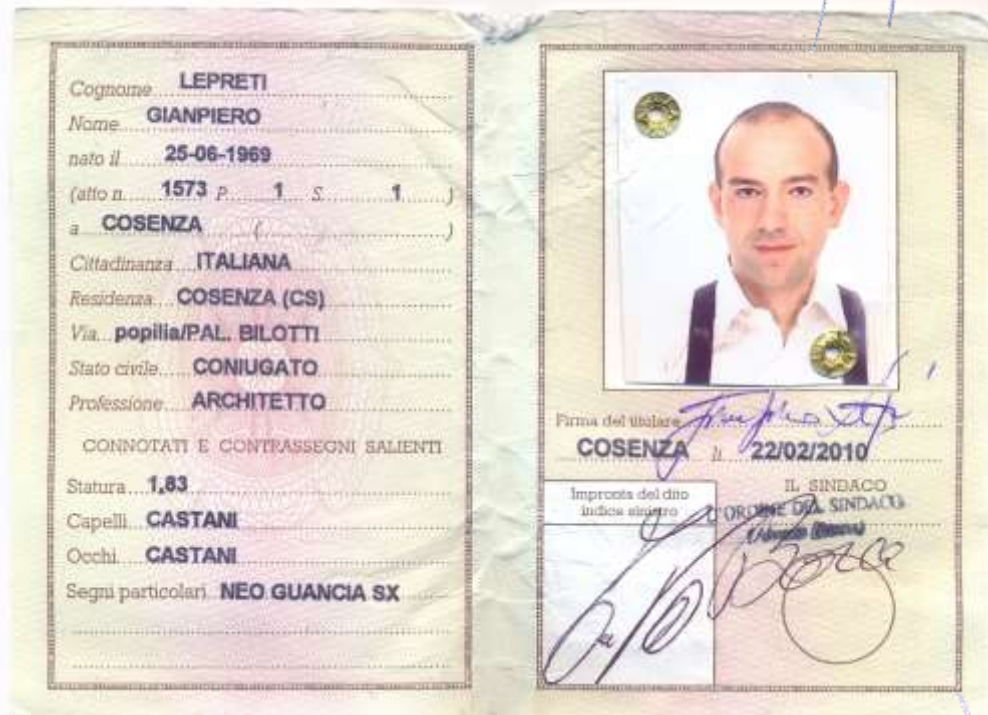 Cognome LEPRETI
Nome GIANPIERO
nato il 25-06-1969
(atto n. 1573 P. 1 S. 1 )
a COSENZA ( )
Cittadinanza ITALIANA
Residenza COSENZA (CS)
Via popilia/PAL. BILOTTI
Stato civile CONIUGATO
Professione ARCHITETTO
CONNOTATI E CONTRASSEGNI SALIENTI
Statura 1,83
Capelli CASTANI
Occhi CASTANI
Segni particolari NEO GUANCIA SX
Firma del titolare
COSENZA li 22/02/2010
Impronta del dito
indice sinistro
IL SINDACO
D'ORDINE DEL SINDACO